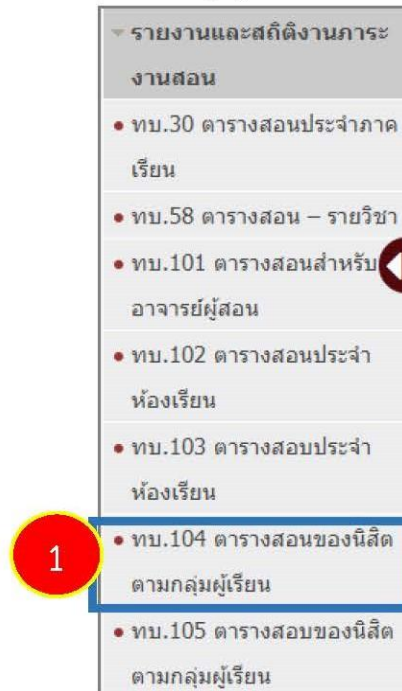 รายงานและสถิติงานภาระ
งานสอน
ทบ.30 ตารางสอนประจำภาค
เรียน
ทบ.58 ตารางสอน – รายวิชา
ทบ.101 ตารางสอนสำหรับ
อาจารย์ผู้สอน
ทบ.102 ตารางสอนประจำ
ห้องเรียน
ทบ.103 ตารางสอบประจำ
ห้องเรียน
1
ทบ.104 ตารางสอนของนิสิต
ตามกลุ่มผู้เรียน
ทบ.105 ตารางสอบของนิสิต
ตามกลุ่มผู้เรียน